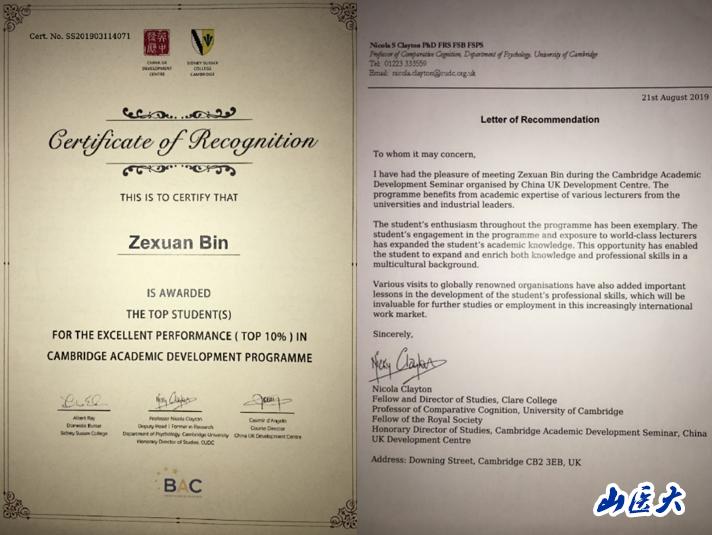 Cert. No. SS201903114071
CHINA UK
DEVELOPMENT
CENTRE
SIDNEY SUSSEX
COLLEGE
CAMBRIDGE
Certificate of Recognition
THIS IS TO CERTIFY THAT
Zexuan Bin
IS AWARDED
THE TOP STUDENT(S)
FOR THE EXCELLENT PERFORMANCE ( TOP 10% ) IN
CAMBRIDGE ACADEMIC DEVELOPMENT PROGRAMME
Albert Ray
Domestic Bursar
Sidney Sussex College
Professor Nicola Clayton
Deputy Head | Former in Research
Department of Psychology, Cambridge University
Honorary Director of Studies, CUDC
Casimir d'Angelo
Course Director
China UK Development Centre
BAC
Nicola S Clayton PhD FRS FSB FSPS
Professor of Comparative Cognition, Department of Psychology, University of Cambridge
Tel: 01223 333559
Email: nicola.clayton@cudc.org.uk
21st August 2019
Letter of Recommendation
To whom it may concern,
I have had the pleasure of meeting Zexuan Bin during the Cambridge Academic
Development Seminar organised by China UK Development Centre. The
programme benefits from academic expertise of various lecturers from the
universities and industrial leaders.
The student's enthusiasm throughout the programme has been exemplary. The
student's engagement in the programme and exposure to world-class lecturers
has expanded the student's academic knowledge. This opportunity has enabled
the student to expand and enrich both knowledge and professional skills in a
multicultural background.
Various visits to globally renowned organisations have also added important
lessons in the development of the student's professional skills, which will be
invaluable for further studies or employment in this increasingly international
work market.
Sincerely,
Nicky Clayton
Nicola Clayton
Fellow and Director of Studies, Clare College
Professor of Comparative Cognition, University of Cambridge
Fellow of the Royal Society
Honorary Director of Studies, Cambridge Academic Development Seminar, China
UK Development Centre
Address: Downing Street, Cambridge CB2 3EB, UK
山医大